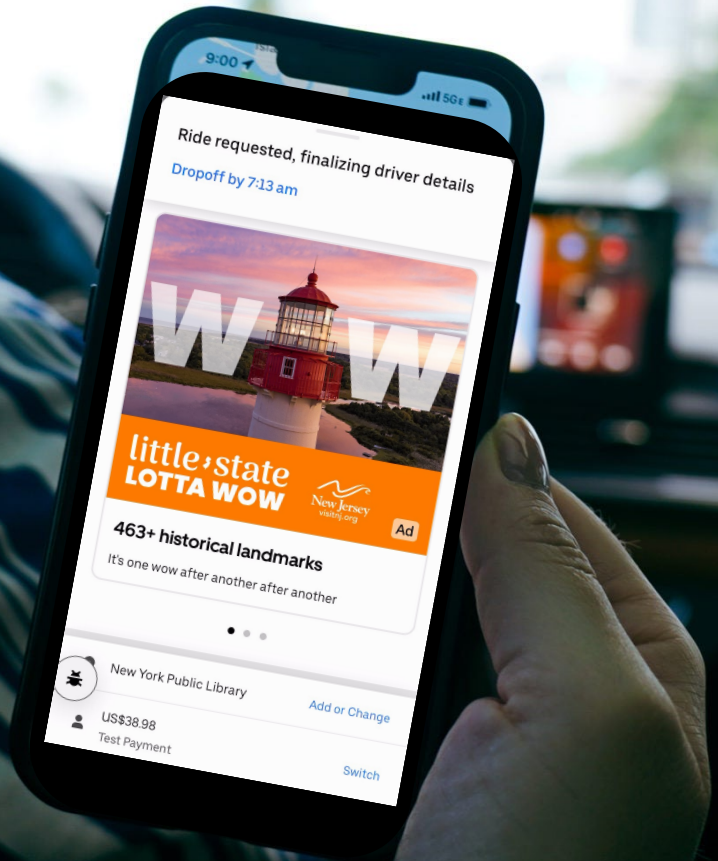 9:00
5GE
Ride requested, finalizing driver details
Dropoff by 7:13 am
W W
little state
LOTTA WOW
New Jersey
visitnj.org
Ad
463+ historical landmarks
It's one wow after another after another
New York Public Library
Add or Change
US$38.98
Test Payment
Switch